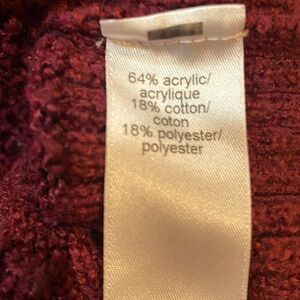 64% acrylic/
acrylique
18% cotton/
coton
18% polyester/
polyester